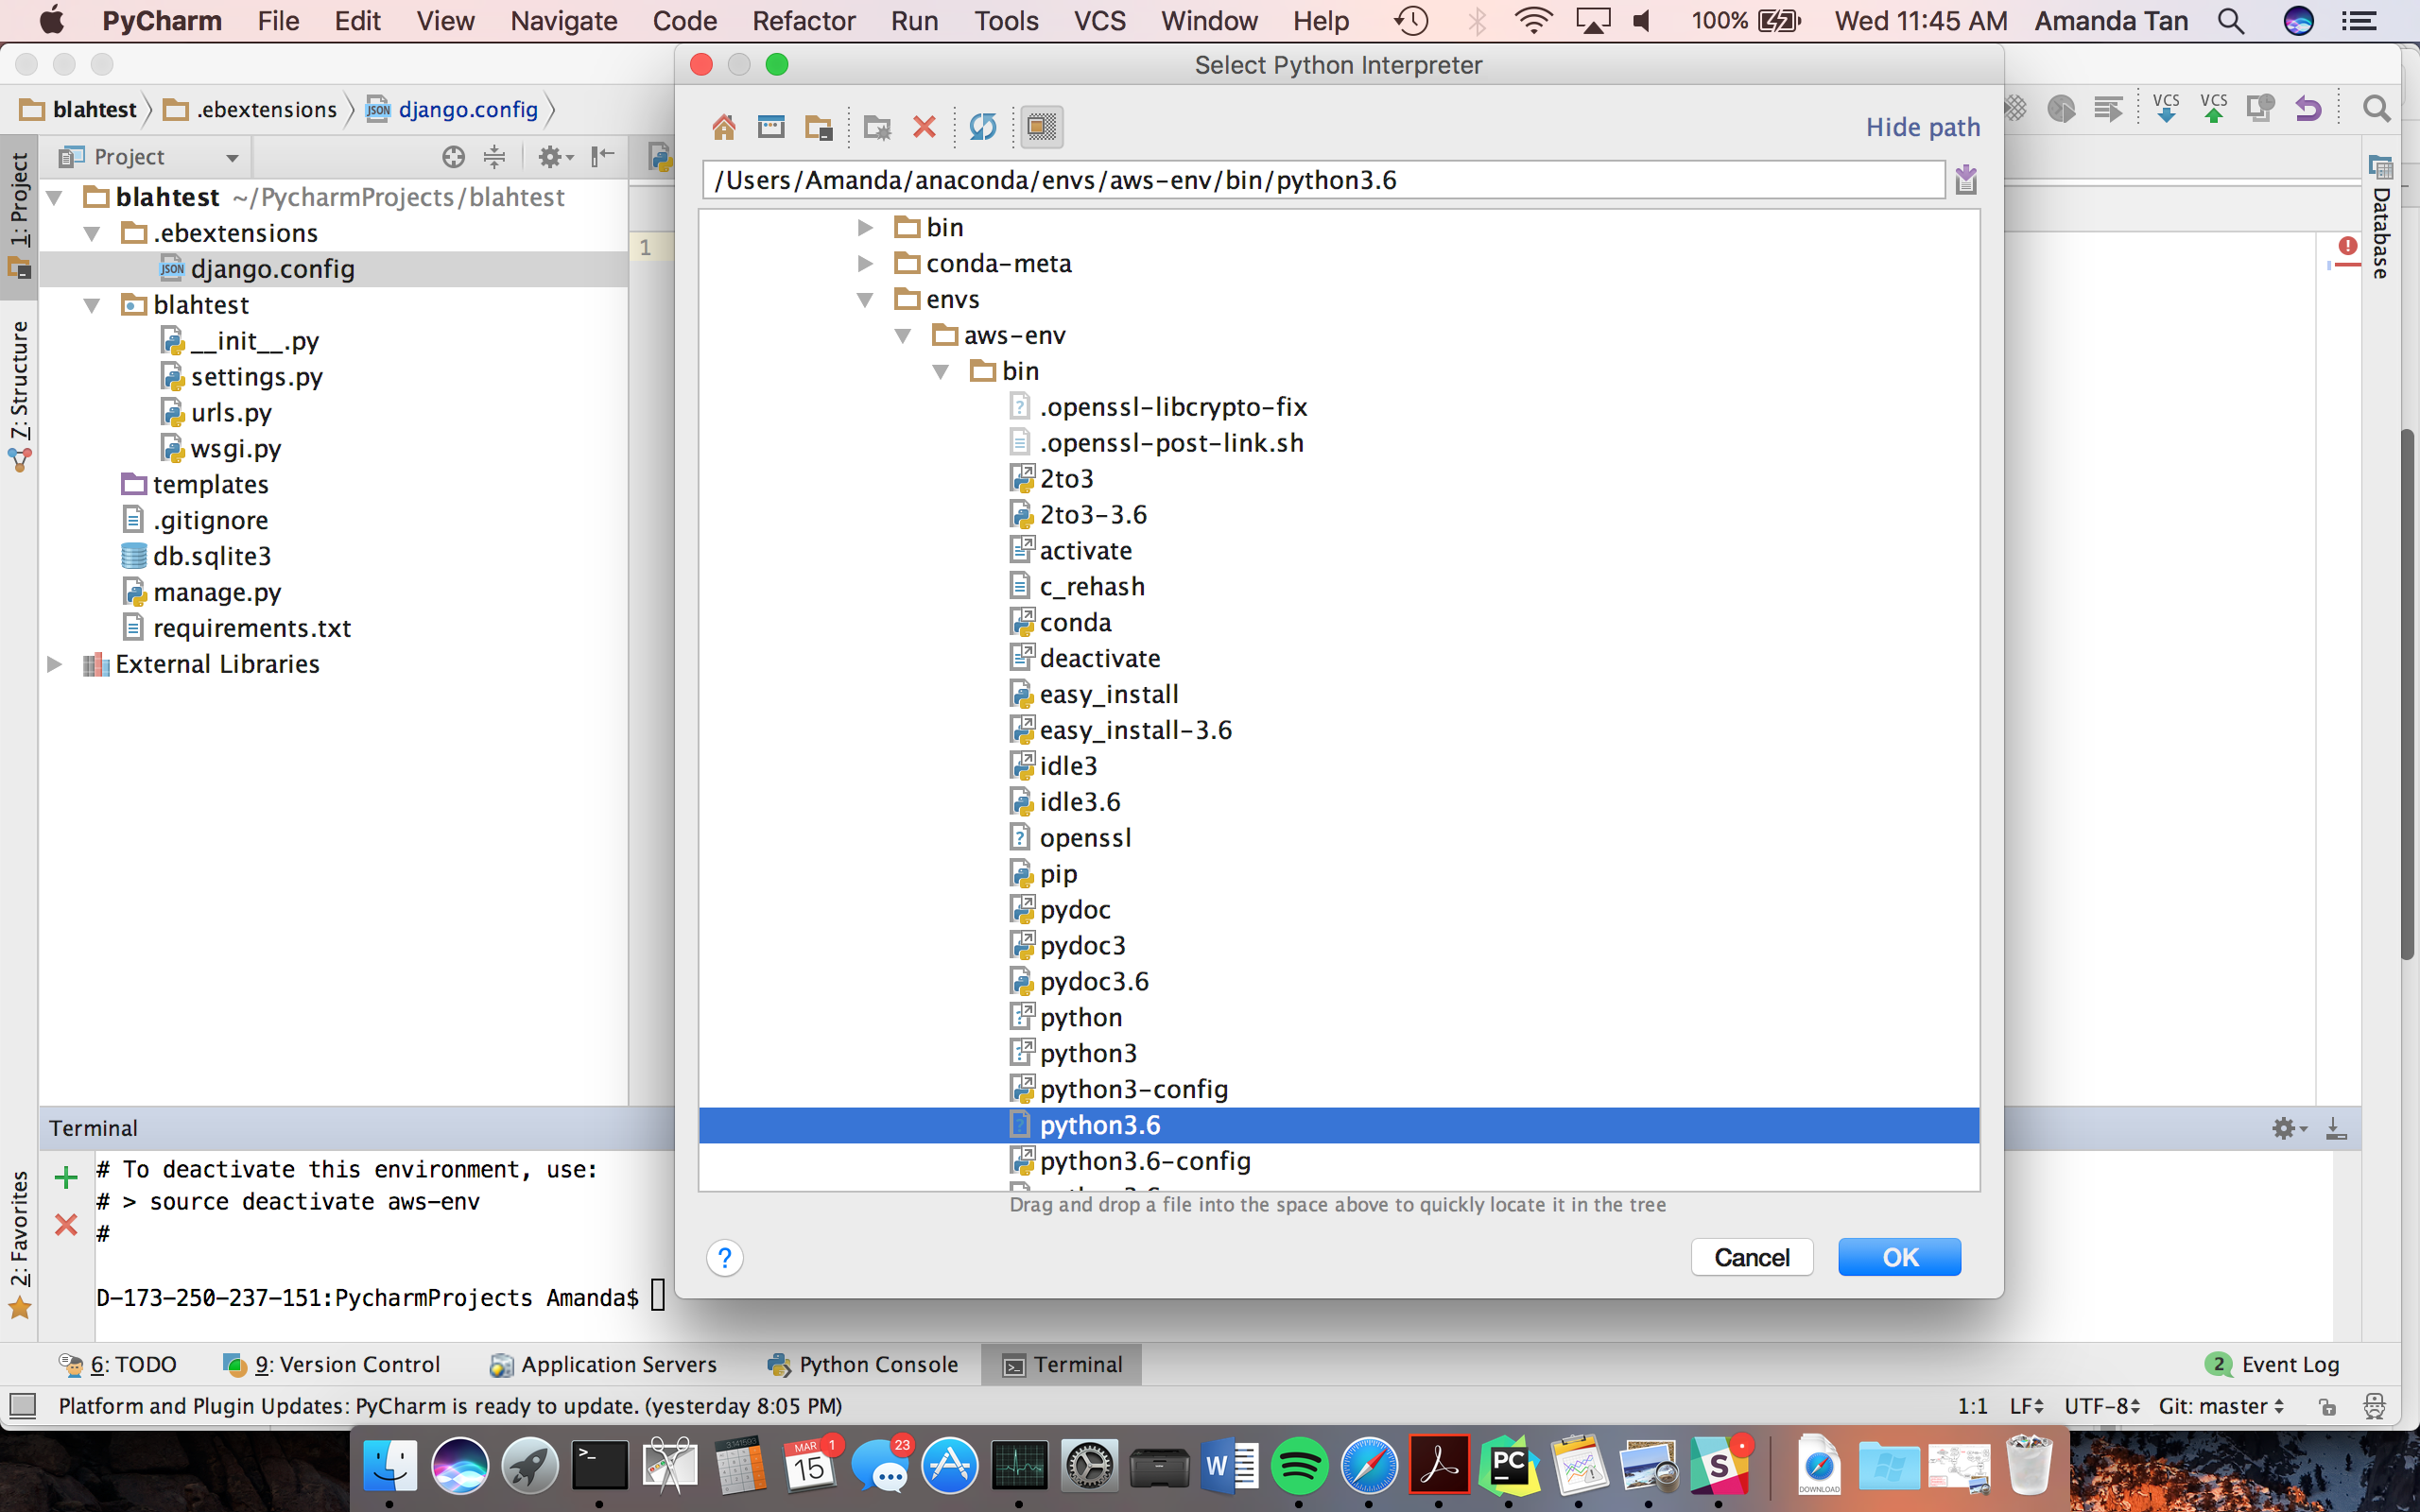 PyCharm File Edit View Navigate Code Refactor Run Tools VCS Window Help 100% Wed 11:45 AM Amanda Tan
Select Python Interpreter
blahtest .ebextensions JSON django.config
VCS VCS
Hide path
1: Project
Project
/Users/Amanda/anaconda/envs/aws-env/bin/python3.6
Database
blahtest ~/PycharmProjects/blahtest
.ebextensions
JSON django.config
blahtest
__init__.py
settings.py
urls.py
wsgi.py
templates
.gitignore
db.sqlite3
manage.py
requirements.txt
External Libraries
7: Structure
1
bin
conda-meta
envs
aws-env
bin
.openssl-libcrypto-fix
.openssl-post-link.sh
2to3
2to3-3.6
activate
c_rehash
conda
deactivate
easy_install
easy_install-3.6
idle3
idle3.6
openssl
pip
pydoc
pydoc3
pydoc3.6
python
python3
python3-config
python3.6
python3.6-config
Drag and drop a file into the space above to quickly locate it in the tree
? Cancel OK
Terminal
# To deactivate this environment, use:
# > source deactivate aws-env
#
D-173-250-237-151:PycharmProjects Amanda$
2: Favorites
6: TODO 9: Version Control Application Servers Python Console Terminal 2 Event Log
Platform and Plugin Updates: PyCharm is ready to update. (yesterday 8:05 PM) 1:1 LF UTF-8 Git: master
MAR 15 1 23 W PC S DOWNLOAD